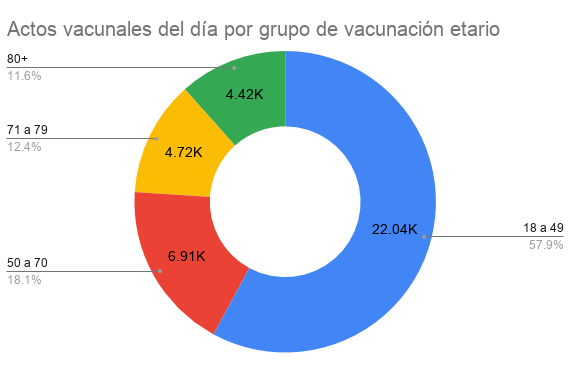 Actos vacunales del día por grupo de vacunación etario
80+
11.6%
4.42K
71 a 79
12.4%
4.72K
18 a 49
57.9%
22.04K
50 a 70
18.1%
6.91K